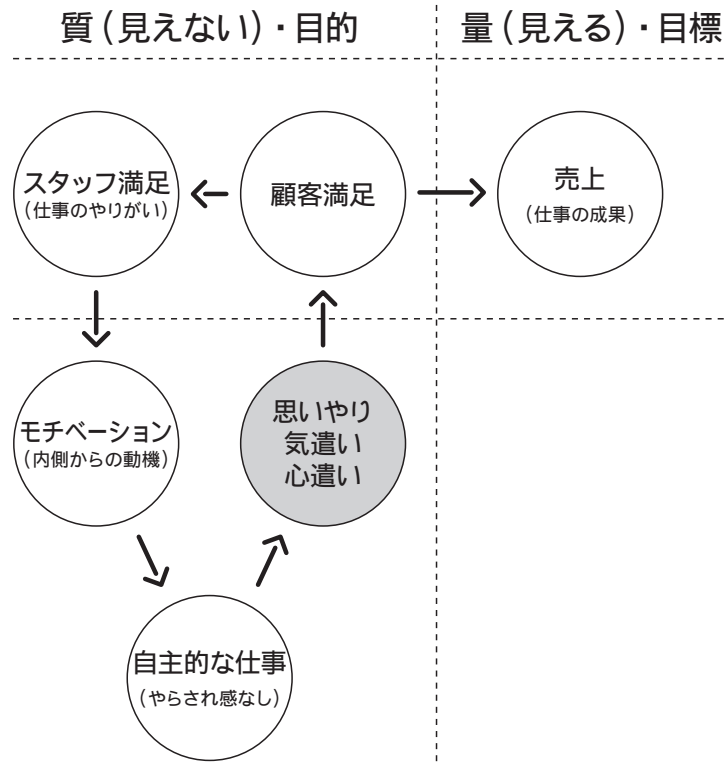 質（見えない）・目的
量（見える）・目標
スタッフ満足
（仕事のやりがい）
顧客満足
売上
（仕事の成果）
モチベーション
（内側からの動機）
思いやり
気遣い
心遣い
自主的な仕事
（やらされ感なし）